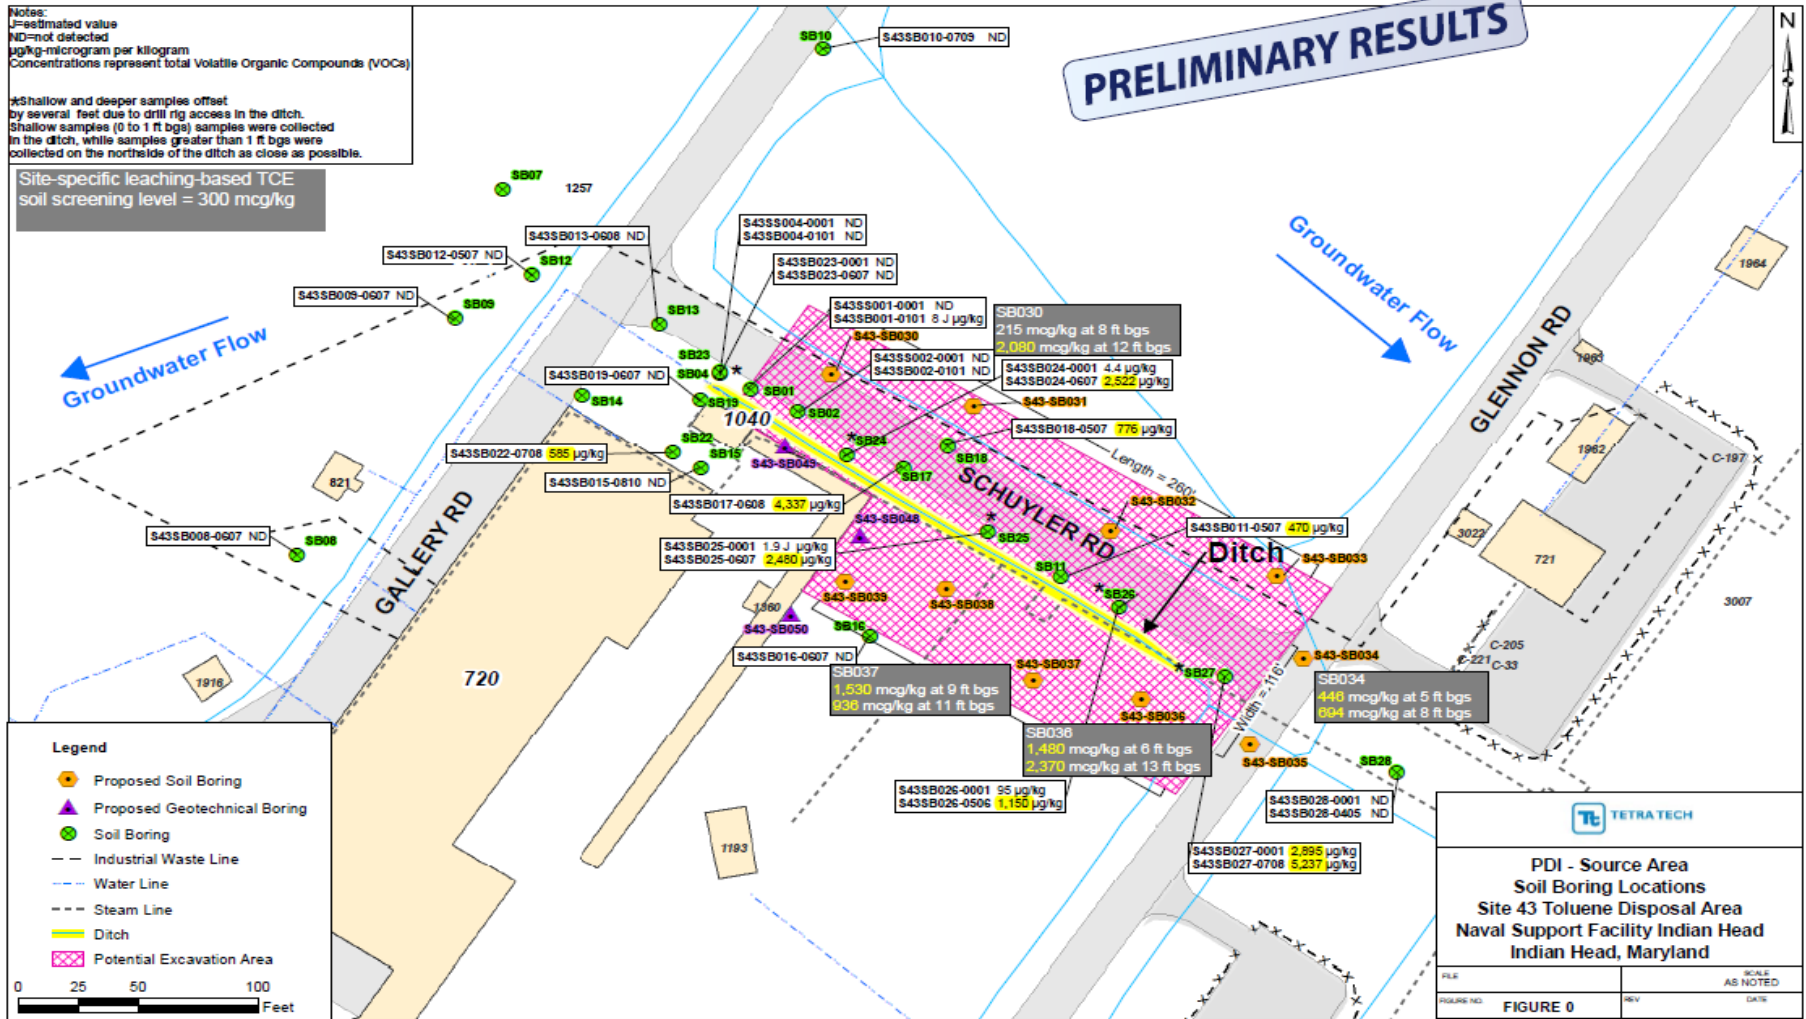 Notes:
J=estimated value
ND=not detected
µg/kg-microgram per kilogram
Concentrations represent total Volatile Organic Compounds (VOCs)
*Shallow and deeper samples offset
by several feet due to drill rig access in the ditch.
Shallow samples (0 to 1 ft bgs) samples were collected
in the ditch, while samples greater than 1 ft bgs were
collected on the northside of the ditch as close as possible.
Site-specific leaching-based TCE
soil screening level = 300 mcg/kg
PRELIMINARY RESULTS
N
SB10
S43SB010-0709 ND
SB07
1257
S43SB013-0608 ND
S43SB012-0507 ND
SB12
S43SB009-0607 ND
SB09
Groundwater Flow
S43SS004-0001 ND
S43SB004-0101 ND
S43SB023-0001 ND
S43SB023-0607 ND
S43SS001-0001 ND
S43SB001-0101 8 J µg/kg
SB030
215 mcg/kg at 8 ft bgs
2,080 mcg/kg at 12 ft bgs
S43-SB030
S43SS002-0001 ND
S43SB002-0101 ND
S43SB024-0001 4.4 µg/kg
S43SB024-0607 2,522 µg/kg
Groundwater Flow
1964
GLENNON RD
1963
SB13
SB23
SB04
*
SB01
S43SB019-0607 ND
SB14
SB19
1040
SB02
S43-SB031
S43SB018-0507 776 µg/kg
*
SB24
SB18
SB22
SB15
S43SB022-0708 585 µg/kg
S43-SB049
SB17
Length = 260'
1962
C-197
S43SB015-0810 ND
821
S43SB017-0608 4,337 µg/kg
SCHUYLER RD
S43-SB032
S43-SB048
*
SB25
S43SB011-0507 470 µg/kg
Ditch
3022
721
S43-SB033
S43SB008-0607 ND
SB08
GALLERY RD
S43SB025-0001 1.9 J µg/kg
S43SB025-0607 2,480 µg/kg
SB11
*
SB26
S43-SB039
S43-SB038
1360
S43-SB050
SB16
3007
C-205
C-221
C-33
S43SB016-0607 ND
S43-SB037
*
SB27
S43-SB034
1916
720
SB037
1,530 mcg/kg at 9 ft bgs
936 mcg/kg at 11 ft bgs
S43-SB036
Width = 116'
SB034
446 mcg/kg at 5 ft bgs
694 mcg/kg at 8 ft bgs
SB036
1,480 mcg/kg at 6 ft bgs
2,370 mcg/kg at 13 ft bgs
S43-SB035
SB28
S43SB026-0001 95 µg/kg
S43SB026-0506 1,150 µg/kg
S43SB028-0001 ND
S43SB028-0405 ND
1193
S43SB027-0001 2,895 µg/kg
S43SB027-0708 5,237 µg/kg
Legend
Proposed Soil Boring
Proposed Geotechnical Boring
Soil Boring
Industrial Waste Line
Water Line
Steam Line
Ditch
Potential Excavation Area
0 25 50 100
Feet
Tt TETRA TECH
PDI - Source Area
Soil Boring Locations
Site 43 Toluene Disposal Area
Naval Support Facility Indian Head
Indian Head, Maryland
FILE
SCALE
AS NOTED
FIGURE NO.
FIGURE 0
REV
DATE